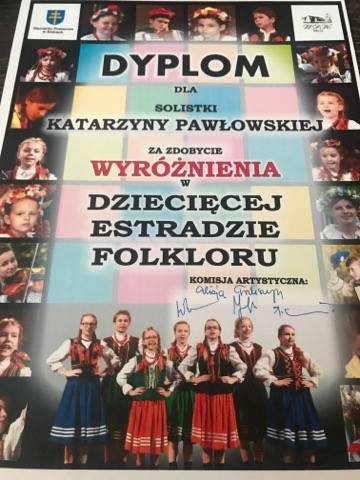 DYPLOM
DLA
SOLISTKI
KATARZYNY PAWŁOWSKIEJ
ZA ZDOBYCIE
WYRÓŻNIENIA
W
DZIECIĘCEJ
ESTRADZIE
FOLKLORU
KOMISJA ARTYSTYCZNA: